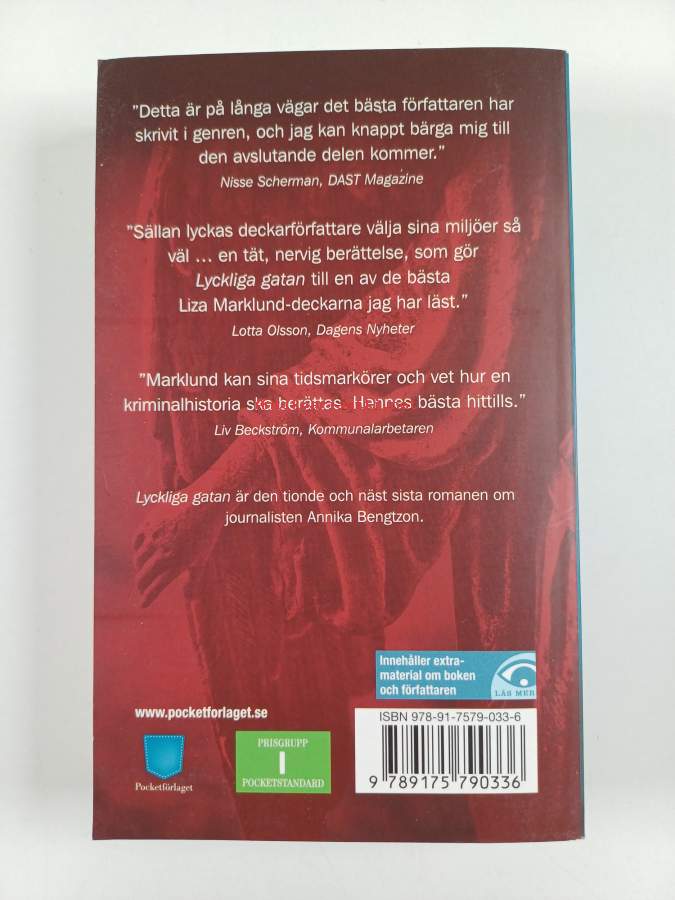 ”Detta är på långa vägar det bästa författaren har
skrivit i genren, och jag kan knappt bärga mig till
den avslutande delen kommer.”
Nisse Scherman, DAST Magazine
”Sällan lyckas deckarförfattare välja sina miljöer så
väl … en tät, nervig berättelse, som gör
Lyckliga gatan till en av de bästa
Liza Marklund-deckarna jag har läst.”
Lotta Olsson, Dagens Nyheter
”Marklund kan sina tidsmarkörer och vet hur en
kriminalhistoria ska berättas. Hennes bästa hittills.”
Liv Beckström, Kommunalarbetaren
Lyckliga gatan är den tionde och näst sista romanen om
journalisten Annika Bengtzon.
Innehåller extra-
material om boken
och författaren
LÄS MER
www.pocketforlaget.se
Pocketförlaget
PRISGRUPP
1
POCKETSTANDARD
ISBN 978-91-7579-033-6
9 789175 790336